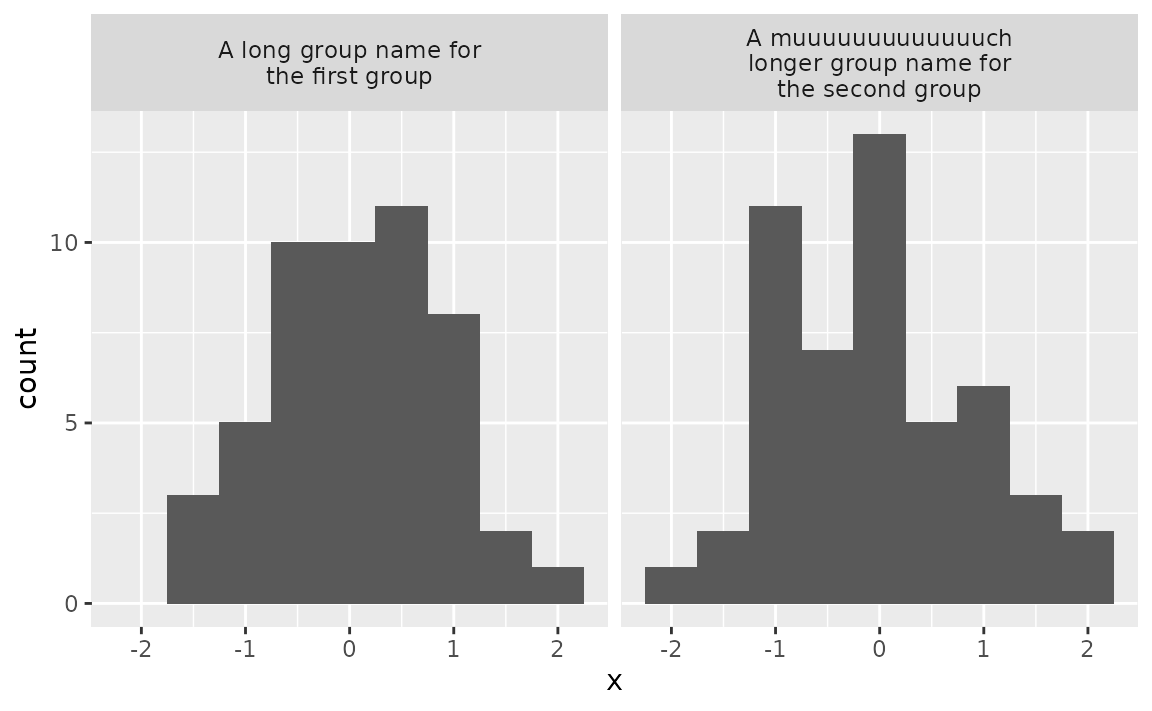 A long group name for
the first group
A muuuuuuuuuuuuuch
longer group name for
the second group
count
10
5
0
-2 -1 0 1 2
-2 -1 0 1 2
x